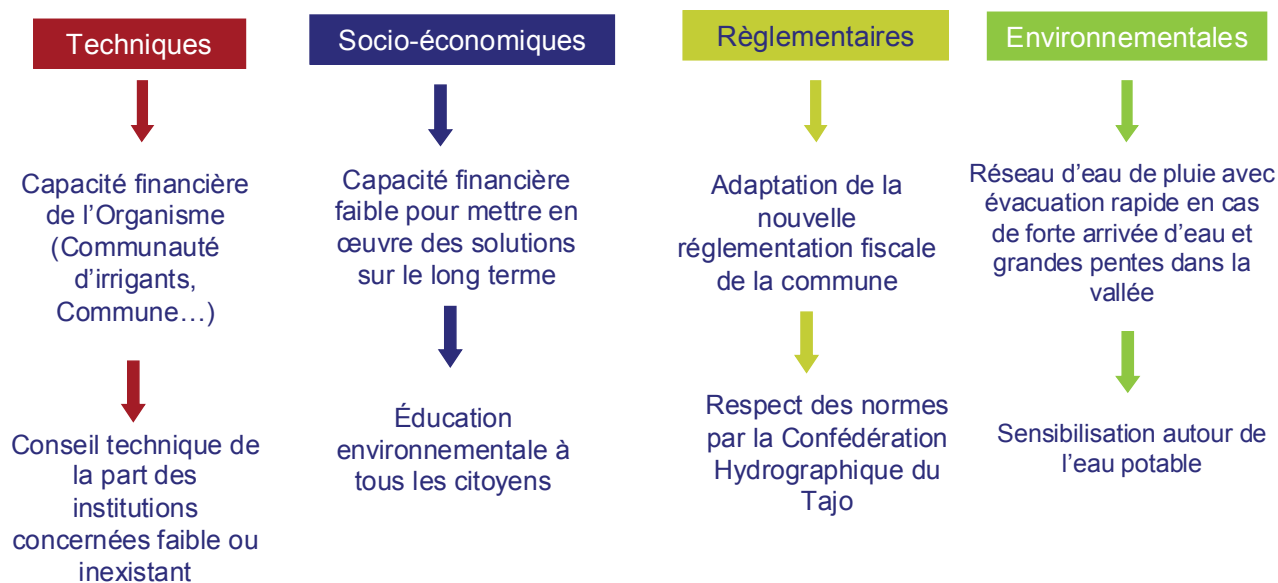 Techniques
Capacité financière
de l’Organisme
(Communauté
d’irrigants,
Commune…)
Conseil technique de
la part des
institutions
concernées faible ou
inexistant
Socio-économiques
Capacité financière
faible pour mettre en
œuvre des solutions
sur le long terme
Éducation
environnementale à
tous les citoyens
Règlementaires
Adaptation de la
nouvelle
réglementation fiscale
de la commune
Respect des normes
par la Confédération
Hydrographique du
Tajo
Environnementales
Réseau d’eau de pluie avec
évacuation rapide en cas
de forte arrivée d’eau et
grandes pentes dans la
vallée
Sensibilisation autour de
l’eau potable